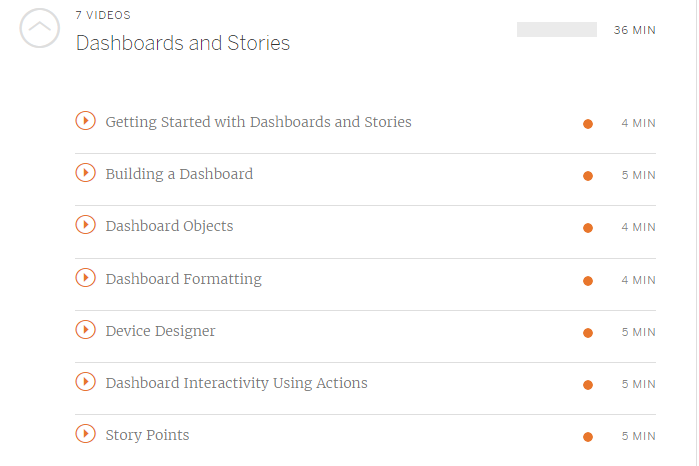 7 VIDEOS
Dashboards and Stories
36 MIN
Getting Started with Dashboards and Stories 4 MIN
Building a Dashboard 5 MIN
Dashboard Objects 4 MIN
Dashboard Formatting 4 MIN
Device Designer 5 MIN
Dashboard Interactivity Using Actions 5 MIN
Story Points 5 MIN